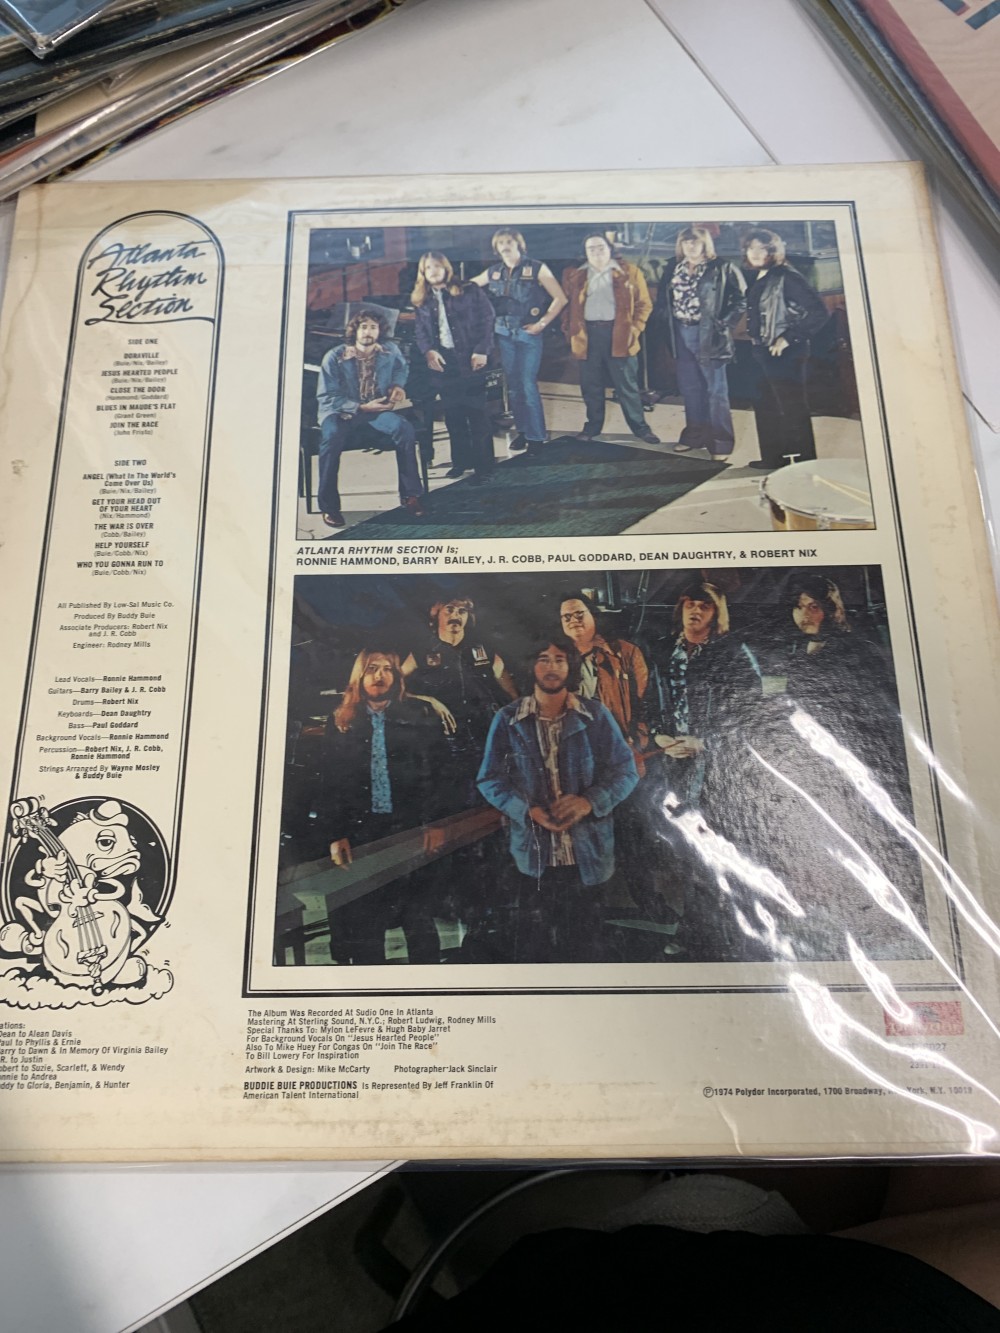 Atlanta
Rhythm
Section
SIDE ONE
DORAVILLE
(Buie/Nix/Bailey)
JESUS HEARTED PEOPLE
(Buie/Nix/Bailey)
CLOSE THE DOOR
(Hammond/Goddard)
BLUES IN MAUDE'S FLAT
(Grant Green)
JOIN THE RACE
(John Fristo)
SIDE TWO
ANGEL (What In The World's
Come Over Us)
(Buie/Nix/Bailey)
GET YOUR HEAD OUT
OF YOUR HEART
(Nix/Hammond)
THE WAR IS OVER
(Cobb/Bailey)
HELP YOURSELF
(Buie/Cobb/Nix)
WHO YOU GONNA RUN TO
(Buie/Cobb/Nix)
All Published By Low-Sal Music Co.
Produced By Buddy Buie
Associate Producers: Robert Nix
and J. R. Cobb
Engineer: Rodney Mills
Lead Vocals—Ronnie Hammond
Guitars—Barry Bailey & J. R. Cobb
Drums—Robert Nix
Keyboards—Dean Daughtry
Bass—Paul Goddard
Background Vocals—Ronnie Hammond
Percussion—Robert Nix, J. R. Cobb,
Ronnie Hammond
Strings Arranged By Wayne Mosley
& Buddy Buie
ations:
Dean to Alean Davis
aul to Phyllis & Ernie
arry to Dawn & In Memory Of Virginia Bailey
R. to Justin
obert to Suzie, Scarlett, & Wendy
onnie to Andrea
ddy to Gloria, Benjamin, & Hunter
ATLANTA RHYTHM SECTION Is;
RONNIE HAMMOND, BARRY BAILEY, J. R. COBB, PAUL GODDARD, DEAN DAUGHTRY, & ROBERT NIX
The Album Was Recorded At Sudio One In Atlanta
Mastering At Sterling Sound, N.Y.C.; Robert Ludwig, Rodney Mills
Special Thanks To: Mylon LeFevre & Hugh Baby Jarret
For Background Vocals On "Jesus Hearted People"
Also To Mike Huey For Congas On "Join The Race"
To Bill Lowery For Inspiration
Artwork & Design: Mike McCarty Photographer·Jack Sinclair
BUDDIE BUIE PRODUCTIONS Is Represented By Jeff Franklin Of
American Talent International
℗1974 Polydor Incorporated, 1700 Broadway, York, N.Y. 10019